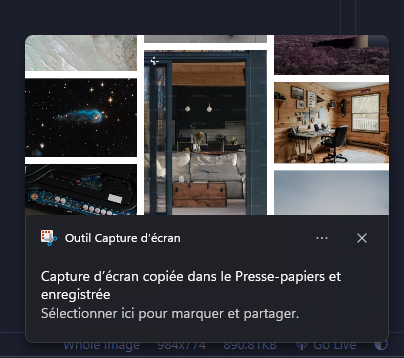 Outil Capture d'écran
Capture d'écran copiée dans le Presse-papiers et
enregistrée
Sélectionner ici pour marquer et partager.
Whole Image 984x774 890.81KB Go Live